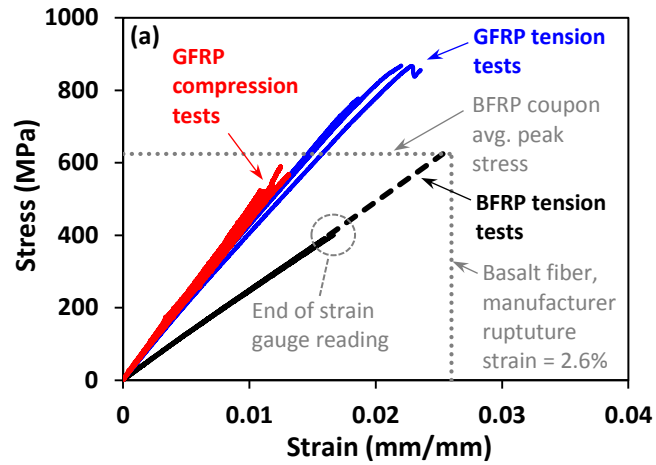 (a)
GFRP
compression
tests
GFRP tension
tests
BFRP coupon
avg. peak
stress
BFRP tension
tests
Basalt fiber,
manufacturer
ruptuture
strain = 2.6%
End of strain
gauge reading
Stress (MPa)
1000
800
600
400
200
0
0
0.01
0.02
0.03
0.04
Strain (mm/mm)